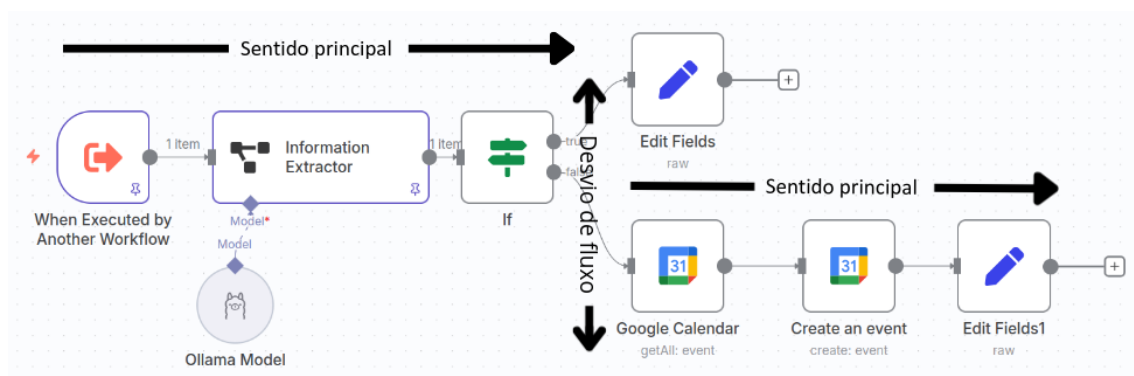 Sentido principal
1 Item
Information
Extractor
1 Item
true
false
Edit Fields
raw
Desvio de fluxo
Sentido principal
When Executed by
Another Workflow
Model*
Model
If
Ollama Model
31
Google Calendar
getAll: event
31
Create an event
create: event
Edit Fields1
raw